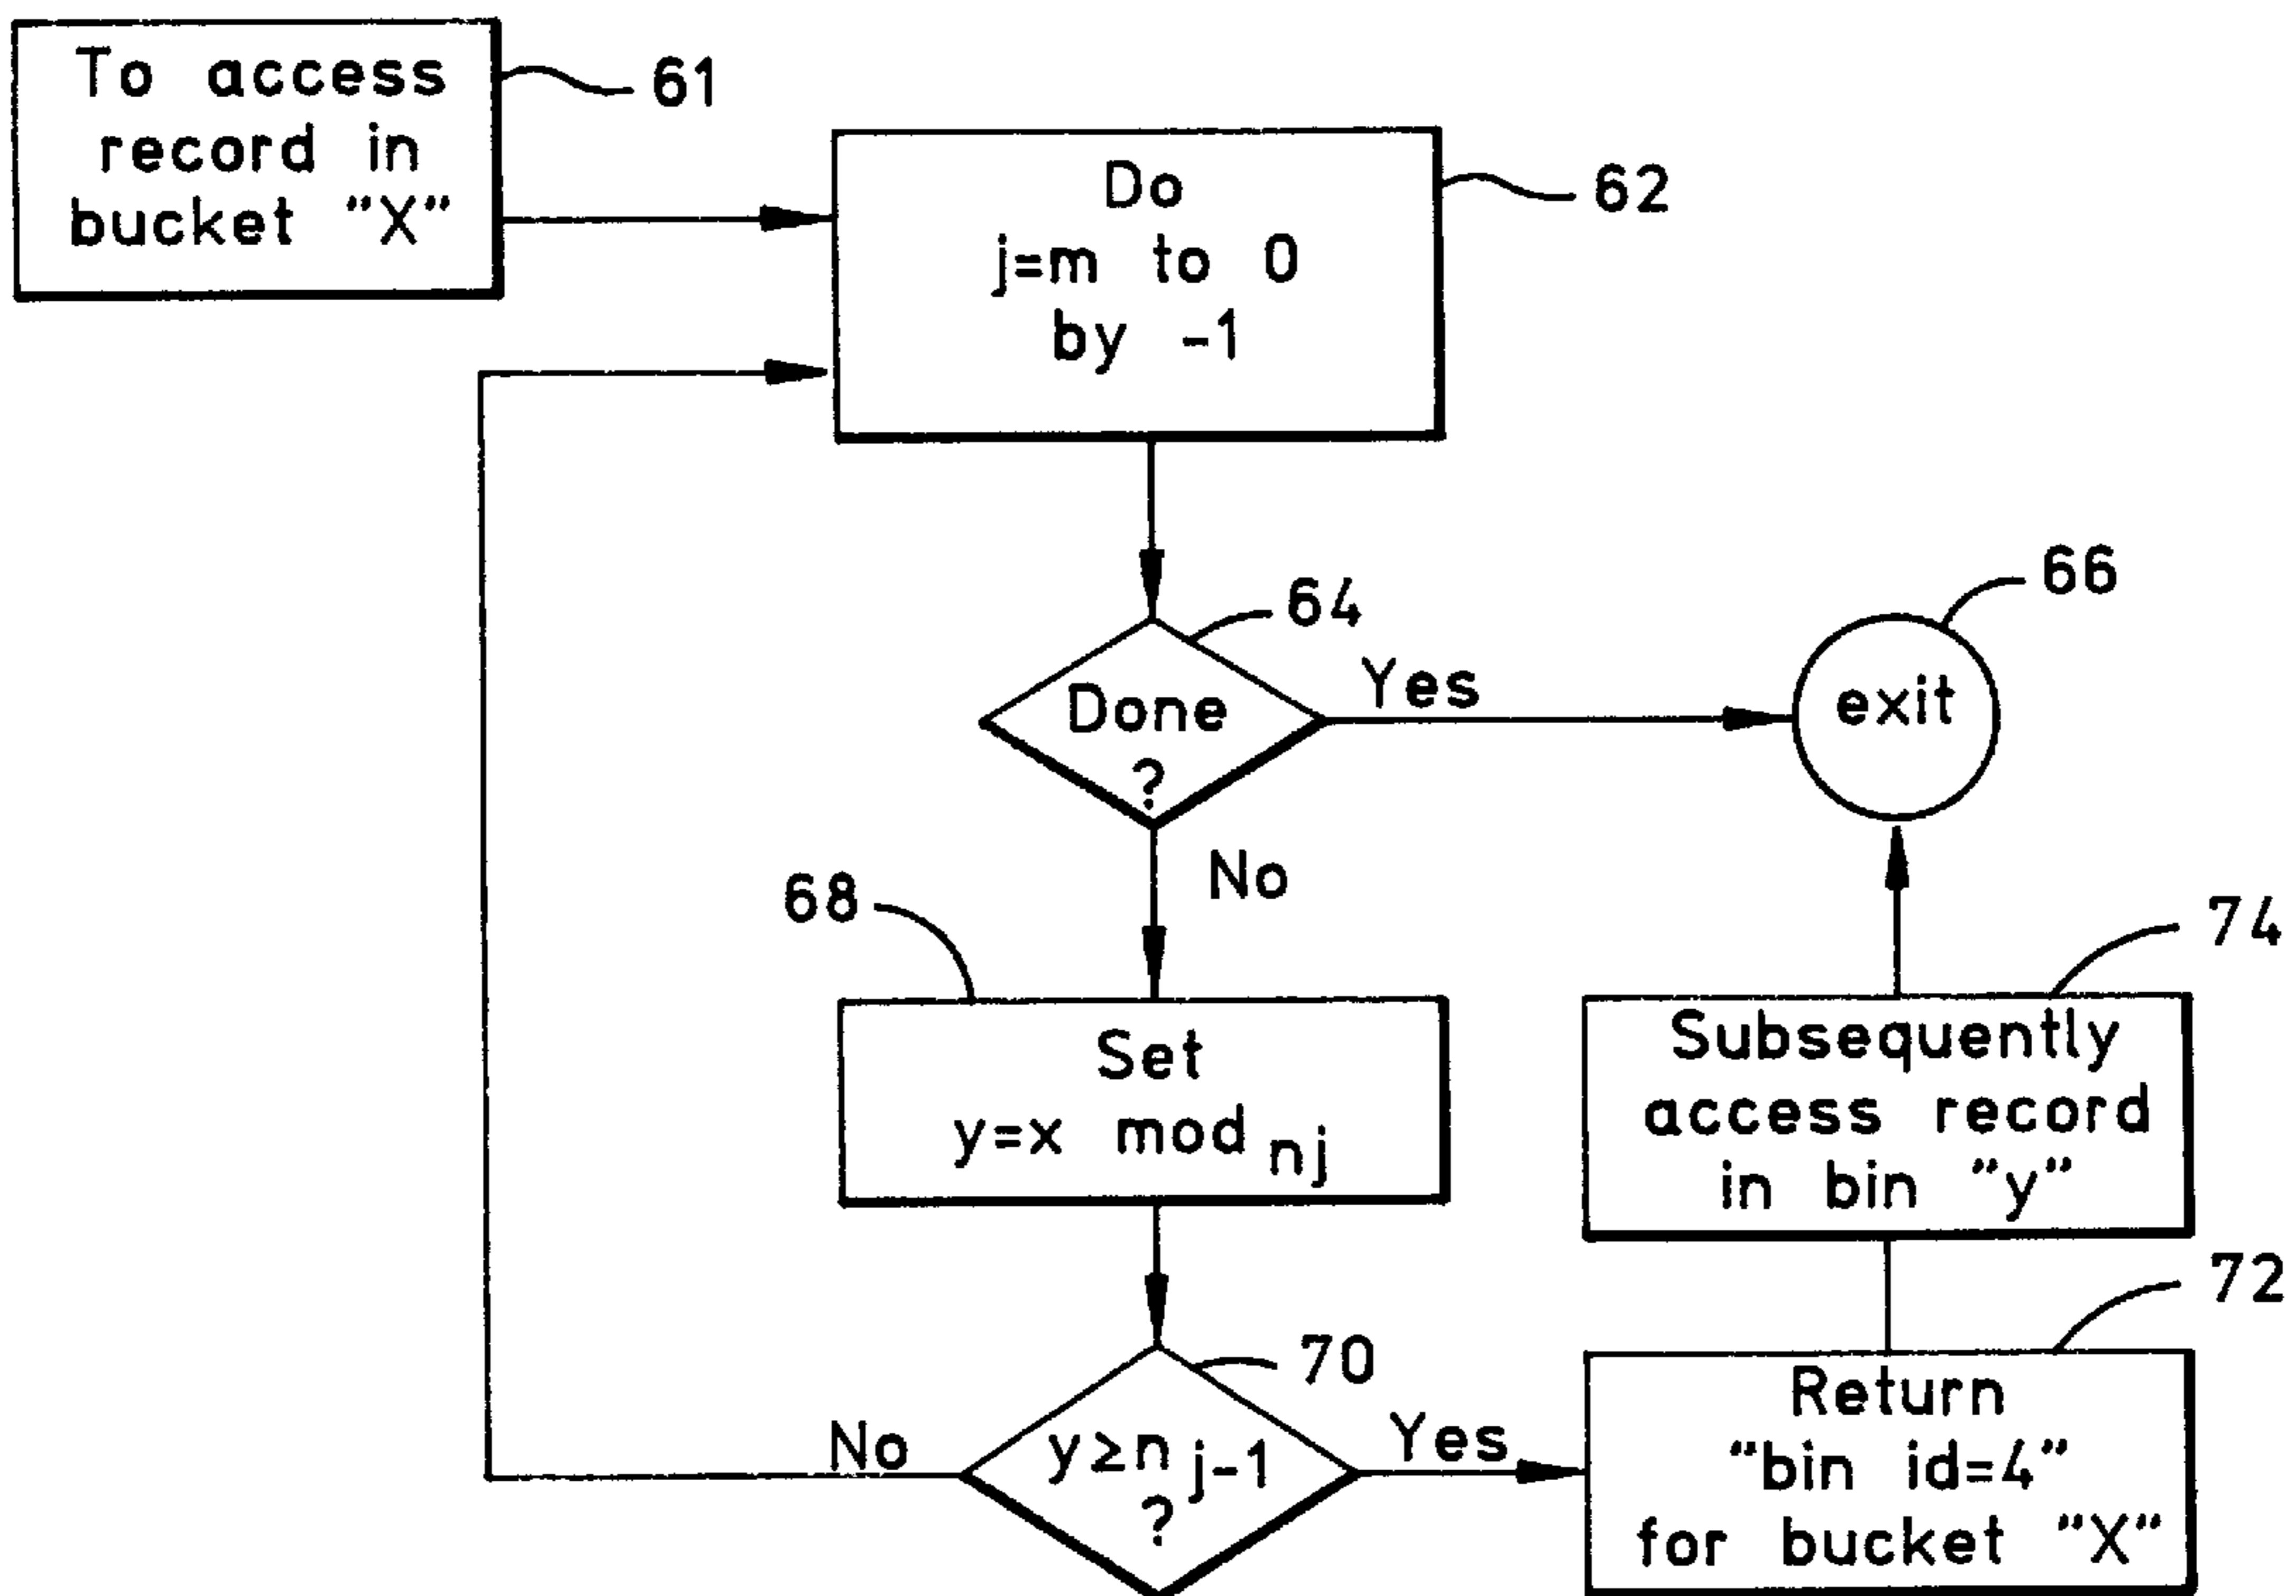 To access
record in
bucket "X"
61
Do
j=m to 0
by -1
62
64
Done
?
Yes
66
exit
No
68
Set
y=x mod nj
74
Subsequently
access record
in bin "y"
70
y≥n j-1
?
No
Yes
72
Return
"bin id=4"
for bucket "X"